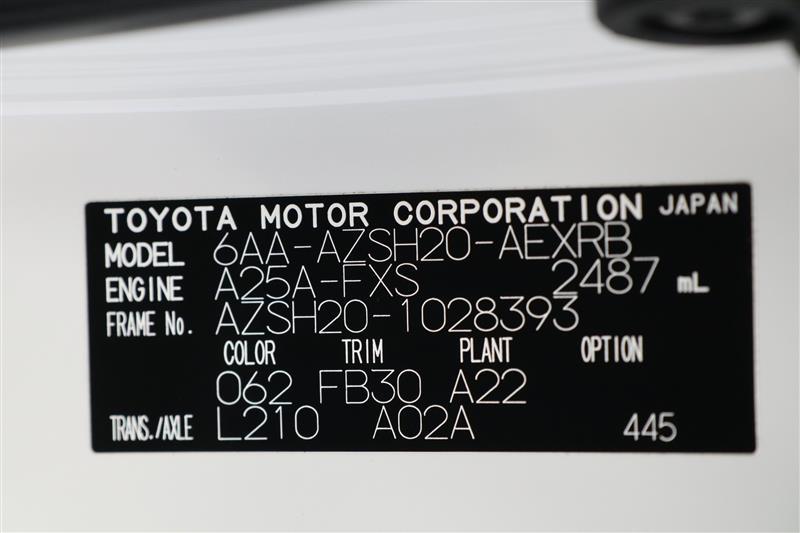 TOYOTA MOTOR CORPORATION JAPAN
MODEL 6AA-AZSH20-AEXRB
ENGINE A25A-FXS 2487 mL
FRAME No. AZSH20-1028393
COLOR TRIM PLANT OPTION
062 FB30 A22
TRANS./AXLE L210 A02A 445